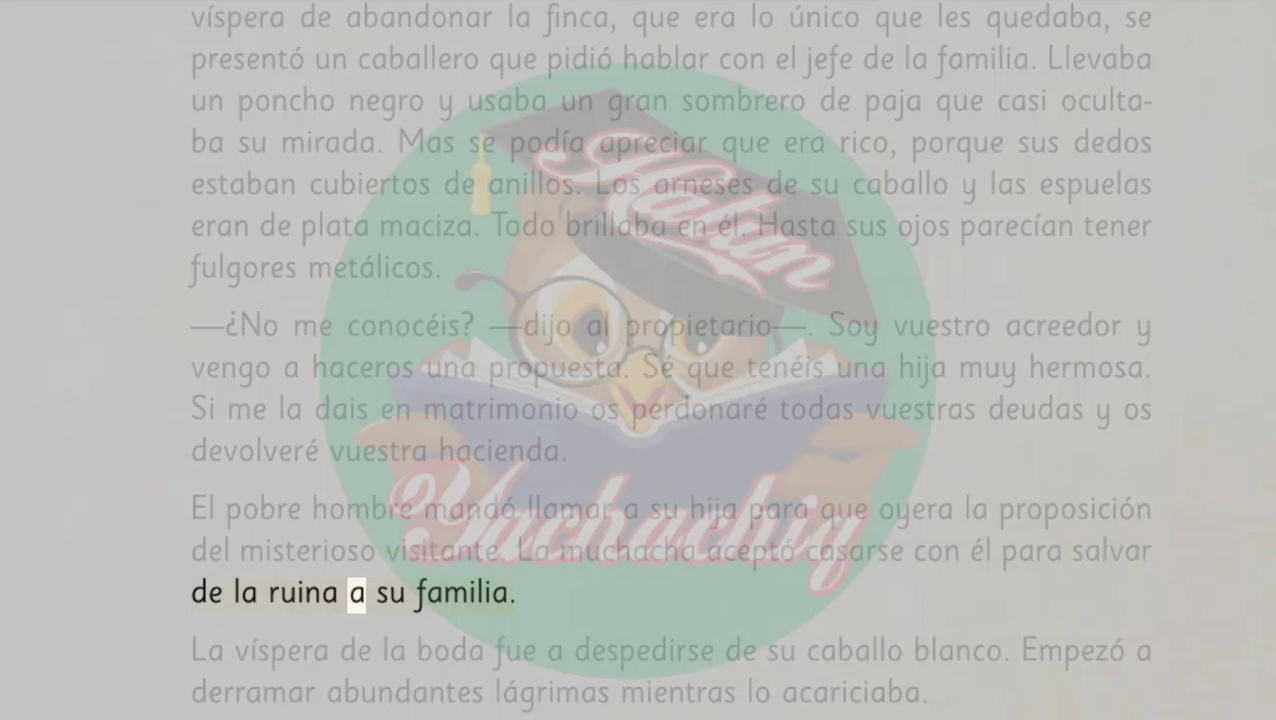 víspera de abandonar la finca, que era lo único que les quedaba, se
presentó un caballero que pidió hablar con el jefe de la familia. Llevaba
un poncho negro y usaba un gran sombrero de paja que casi oculta-
ba su mirada. Mas se podía apreciar que era rico, porque sus dedos
estaban cubiertos de anillos. Los arneses de su caballo y las espuelas
eran de plata maciza. Todo brillaba en él. Hasta sus ojos parecían tener
fulgores metálicos.
—¿No me conocéis? —dijo al propietario—. Soy vuestro acreedor y
vengo a haceros una propuesta. Sé que tenéis una hija muy hermosa.
Si me la dais en matrimonio os perdonaré todas vuestras deudas y os
devolveré vuestra hacienda.
El pobre hombre mandó llamar a su hija para que oyera la proposición
del misterioso visitante. La muchacha aceptó casarse con él para salvar
de la ruina a su familia.
La víspera de la boda fue a despedirse de su caballo blanco. Empezó a
derramar abundantes lágrimas mientras lo acariciaba.
Hatun
Yachachiq